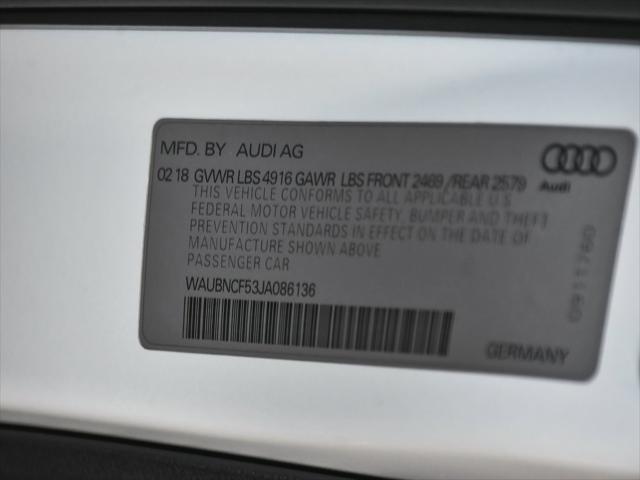 MFD. BY AUDI AG
02 18 GVWR LBS 4916 GAWR LBS FRONT 2469 /REAR 2579
Audi
THIS VEHICLE CONFORMS TO ALL APPLICABLE U.S
FEDERAL MOTOR VEHICLE SAFETY, BUMPER AND THEFT
PREVENTION STANDARDS IN EFFECT ON THE DATE OF
MANUFACTURE SHOWN ABOVE
PASSENGER CAR
WAUBNCF53JA086136
0911760
GERMANY